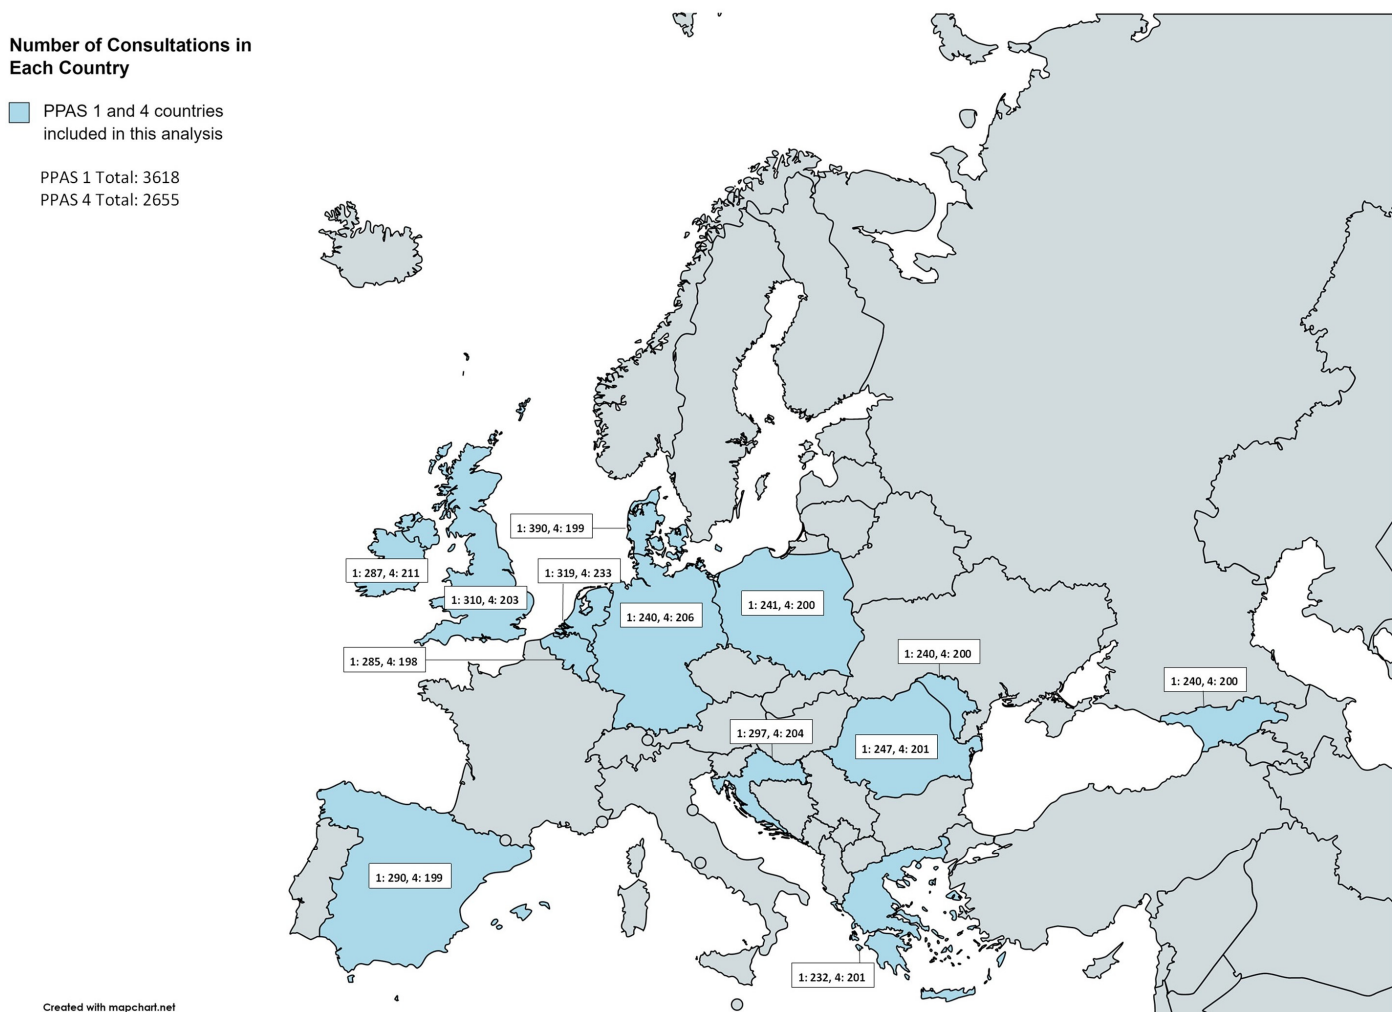 Number of Consultations in
Each Country
PPAS 1 and 4 countries
included in this analysis
PPAS 1 Total: 3618
PPAS 4 Total: 2655
1: 390, 4: 199
1: 287, 4: 211
1: 319, 4: 233
1: 310, 4: 203
1: 240, 4: 206
1: 241, 4: 200
1: 285, 4: 198
1: 240, 4: 200
1: 240, 4: 200
1: 297, 4: 204
1: 247, 4: 201
1: 290, 4: 199
1: 232, 4: 201
Created with mapchart.net